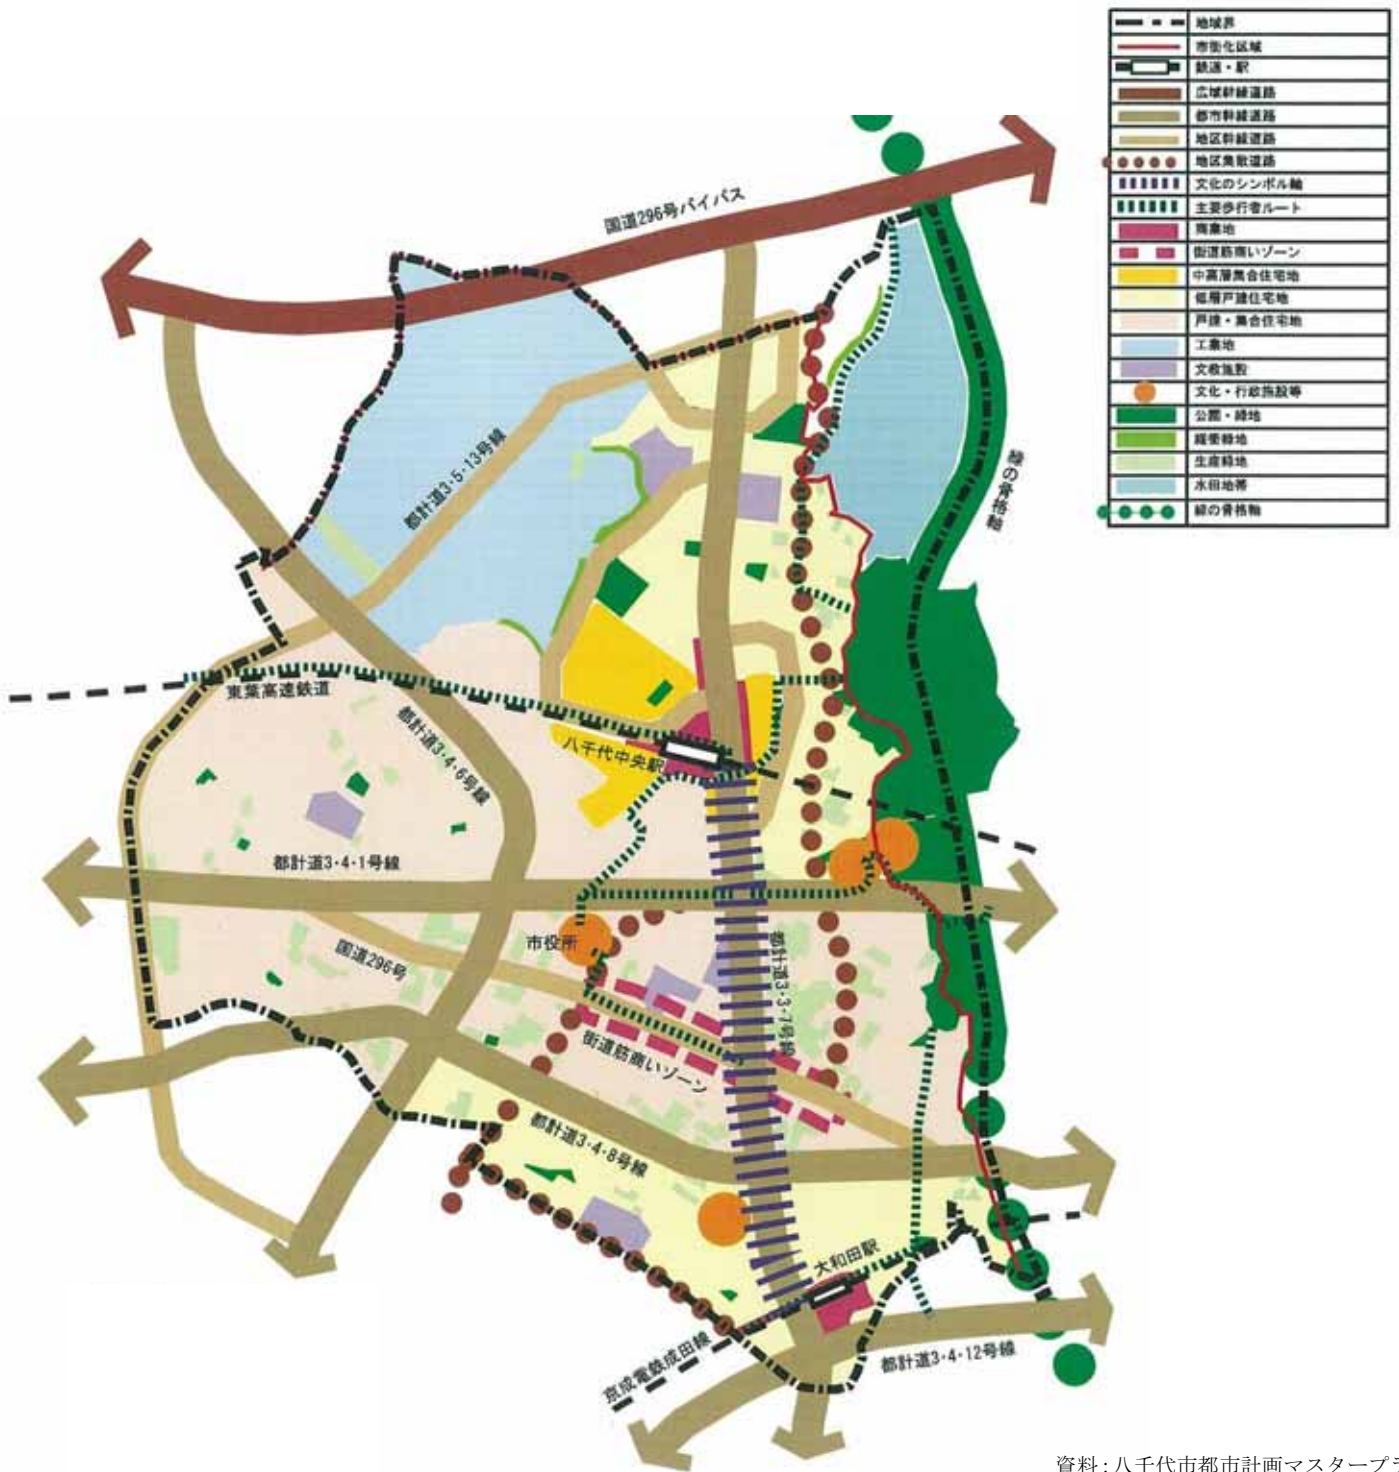 地域界
市街化区域
鉄道・駅
広域幹線道路
都市幹線道路
地区幹線道路
地区集散道路
文化のシンボル軸
主要歩行者ルート
商業地
街道筋商いゾーン
中高層集合住宅地
低層戸建住宅地
戸建・集合住宅地
工業地
文教施設
文化・行政施設等
公園・緑地
緩衝緑地
生産緑地
水田地帯
緑の骨格軸
国道296号バイパス
都計道3・5・13号線
緑の骨格軸
東葉高速鉄道
都計道3・4・6号線
八千代中央駅
都計道3・4・1号線
市役所
国道296号
都計道3・3・7号線
街道筋商いゾーン
都計道3・4・8号線
大和田駅
京成電鉄成田線
都計道3・4・12号線
資料：八千代市都市計画マスタープラ